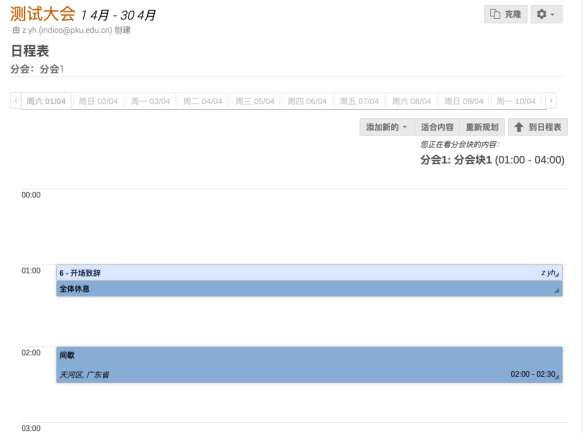 测试大会 1 4月 - 30 4月
克隆
由 z yh (indico@pku.edu.cn) 创建
日程表
分会：分会1
周六 01/04 周日 02/04 周一 03/04 周二 04/04 周三 05/04 周四 06/04 周五 07/04 周六 08/04 周日 09/04 周一 10/04
添加新的 适合内容 重新规划 到日程表
您正在看分会块的内容：
分会1: 分会块1 (01:00 - 04:00)
00:00
01:00
6 - 开场致辞 z yh
全体休息
02:00
间歇
天河区, 广东省 02:00 - 02:30
03:00